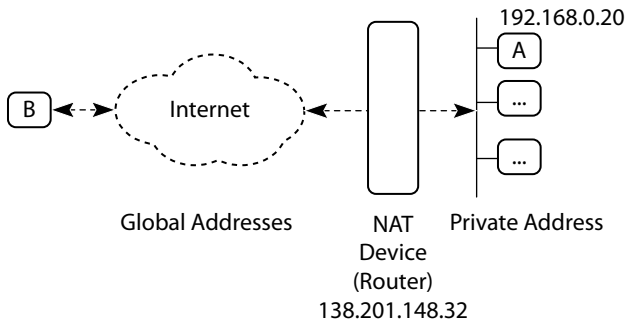 192.168.0.20
A
B
Internet
...
...
Global Addresses
NAT
Device
(Router)
138.201.148.32
Private Address